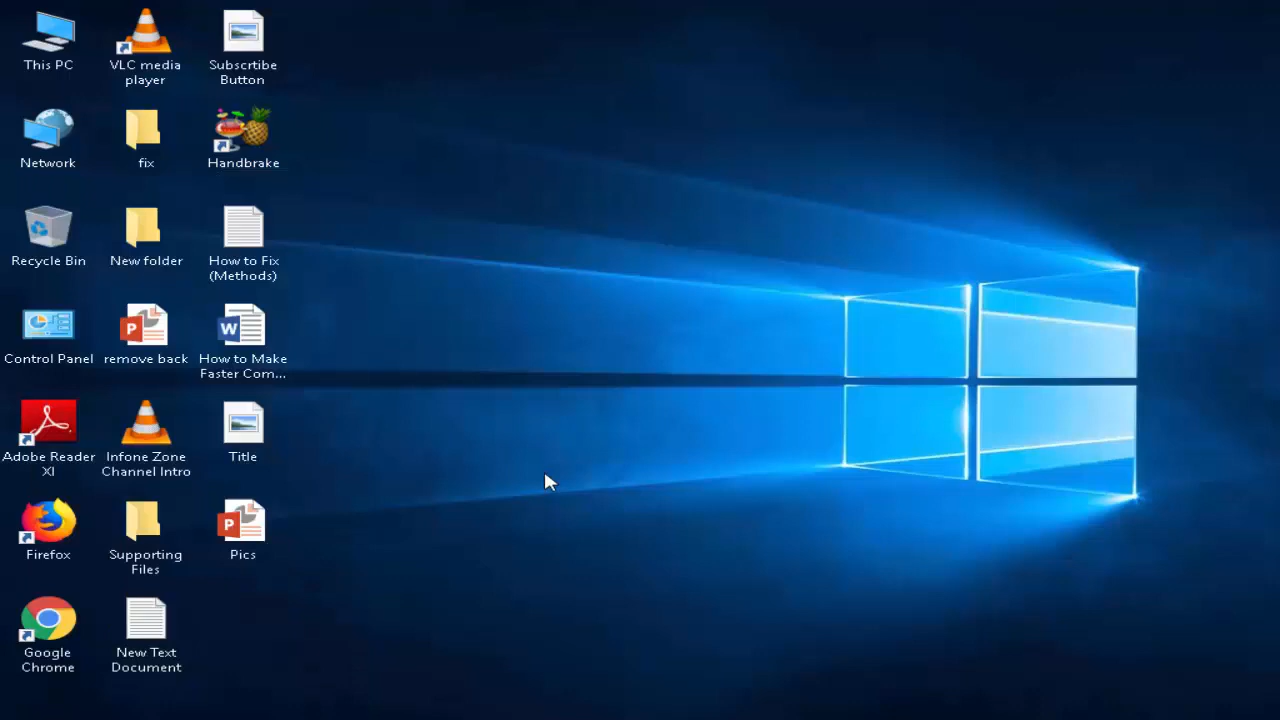 This PC
VLC media
player
Subscrtibe
Button
Network
fix
Handbrake
Recycle Bin
New folder
How to Fix
(Methods)
Control Panel
remove back
How to Make
Faster Com...
Adobe Reader
XI
Infone Zone
Channel Intro
Title
Firefox
Supporting
Files
Pics
Google
Chrome
New Text
Document